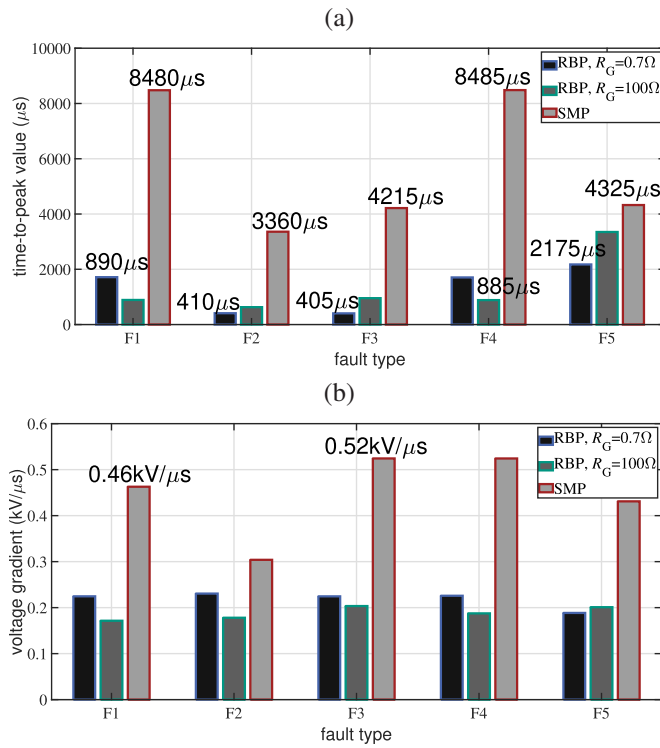 (a)
10000
8000
6000
4000
2000
0
time-to-peak value (μs)
8480μs
8485μs
RBP, R_G=0.7Ω
RBP, R_G=100Ω
SMP
890μs
410μs
3360μs
405μs
4215μs
885μs
2175μs
4325μs
F1 F2 F3 F4 F5
fault type
(b)
0.6
0.5
0.4
0.3
0.2
0.1
0
voltage gradient (kV/μs)
0.46kV/μs
0.52kV/μs
RBP, R_G=0.7Ω
RBP, R_G=100Ω
SMP
F1 F2 F3 F4 F5
fault type